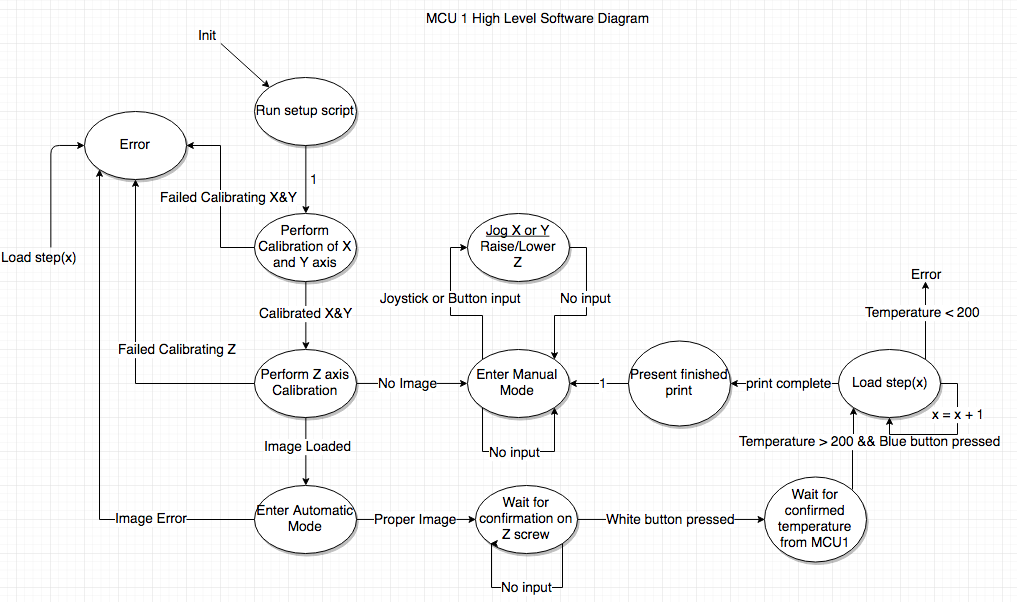 MCU 1 High Level Software Diagram
Init
Run setup script
Error
1
Failed Calibrating X&Y
Perform
Calibration of X
and Y axis
Jog X or Y
Raise/Lower
Z
Load step(x)
Error
Joystick or Button input
No input
Calibrated X&Y
Temperature < 200
Failed Calibrating Z
Perform Z axis
Calibration
No Image
Enter Manual
Mode
1
Present finished
print
print complete
Load step(x)
x = x + 1
Image Loaded
No input
Temperature > 200 && Blue button pressed
Image Error
Enter Automatic
Mode
Proper Image
Wait for
confirmation on
Z screw
White button pressed
Wait for
confirmed
temperature
from MCU1
No input